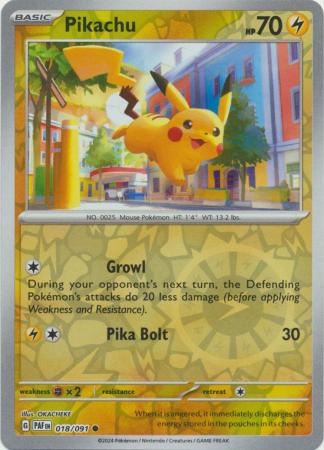 BASIC
Pikachu
HP 70
NO. 0025 Mouse Pokémon HT: 1'4" WT: 13.2 lbs.
Growl
During your opponent's next turn, the Defending
Pokémon's attacks do 20 less damage (before applying
Weakness and Resistance).
Pika Bolt 30
weakness ×2 resistance retreat
Illus. OKACHEKE
G PAF EN 018/091
When it is angered, it immediately discharges the
energy stored in the pouches in its cheeks.
©2024 Pokémon / Nintendo / Creatures / GAME FREAK